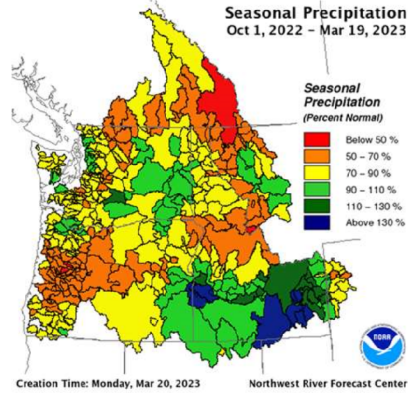 Seasonal Precipitation
Oct 1, 2022 – Mar 19, 2023
Seasonal
Precipitation
(Percent Normal)
Below 50 %
50 – 70 %
70 – 90 %
90 – 110 %
110 – 130 %
Above 130 %
NOAA
Creation Time: Monday, Mar 20, 2023
Northwest River Forecast Center